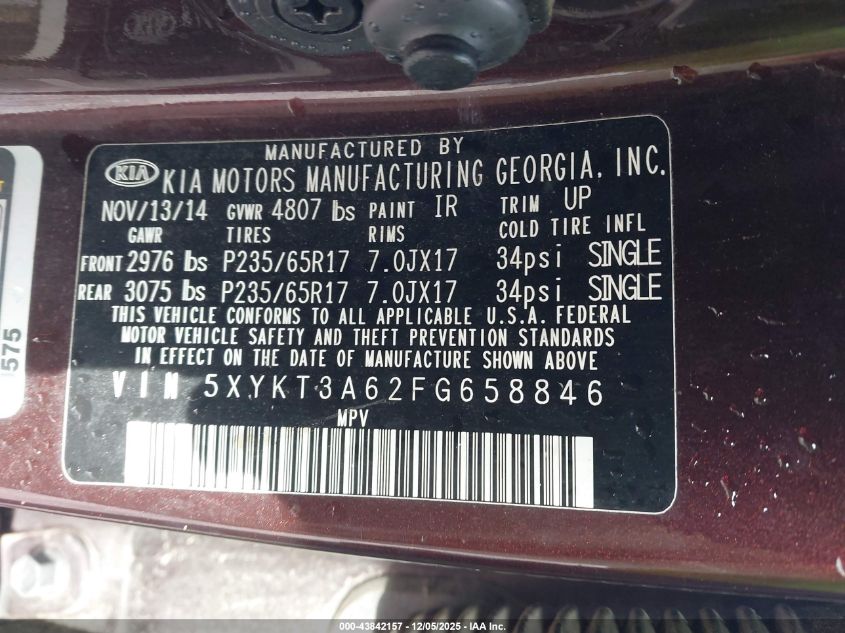 MANUFACTURED BY
KIA KIA MOTORS MANUFACTURING GEORGIA, INC.
NOV/13/14 GVWR 4807 lbs PAINT IR TRIM UP
GAWR TIRES RIMS COLD TIRE INFL
FRONT 2976 lbs P235/65R17 7.0JX17 34psi SINGLE
REAR 3075 lbs P235/65R17 7.0JX17 34psi SINGLE
THIS VEHICLE CONFORMS TO ALL APPLICABLE U.S.A. FEDERAL
MOTOR VEHICLE SAFETY AND THEFT PREVENTION STANDARDS
IN EFFECT ON THE DATE OF MANUFACTURE SHOWN ABOVE
VIN 5XYKT3A62FG658846
MPV
575
000-43842157 - 12/05/2025 - IAA Inc.